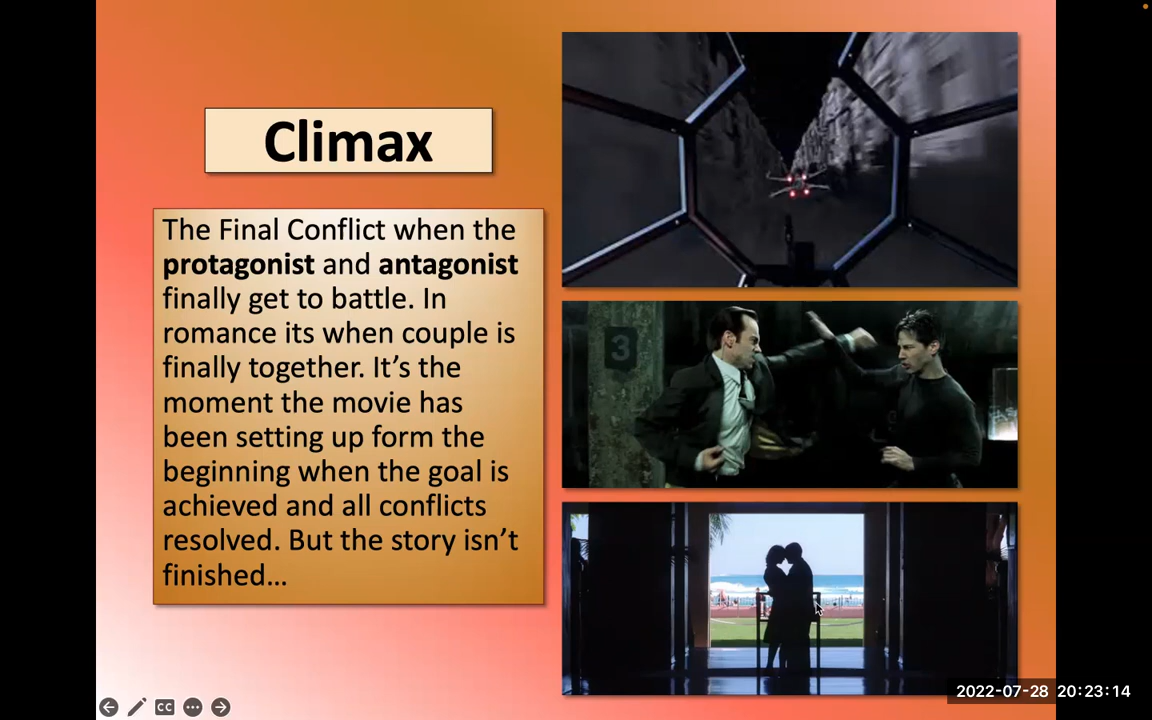 Climax
The Final Conflict when the
protagonist and antagonist
finally get to battle. In
romance its when couple is
finally together. It’s the
moment the movie has
been setting up form the
beginning when the goal is
achieved and all conflicts
resolved. But the story isn’t
finished…
3
CC
2022-07-28 20:23:14